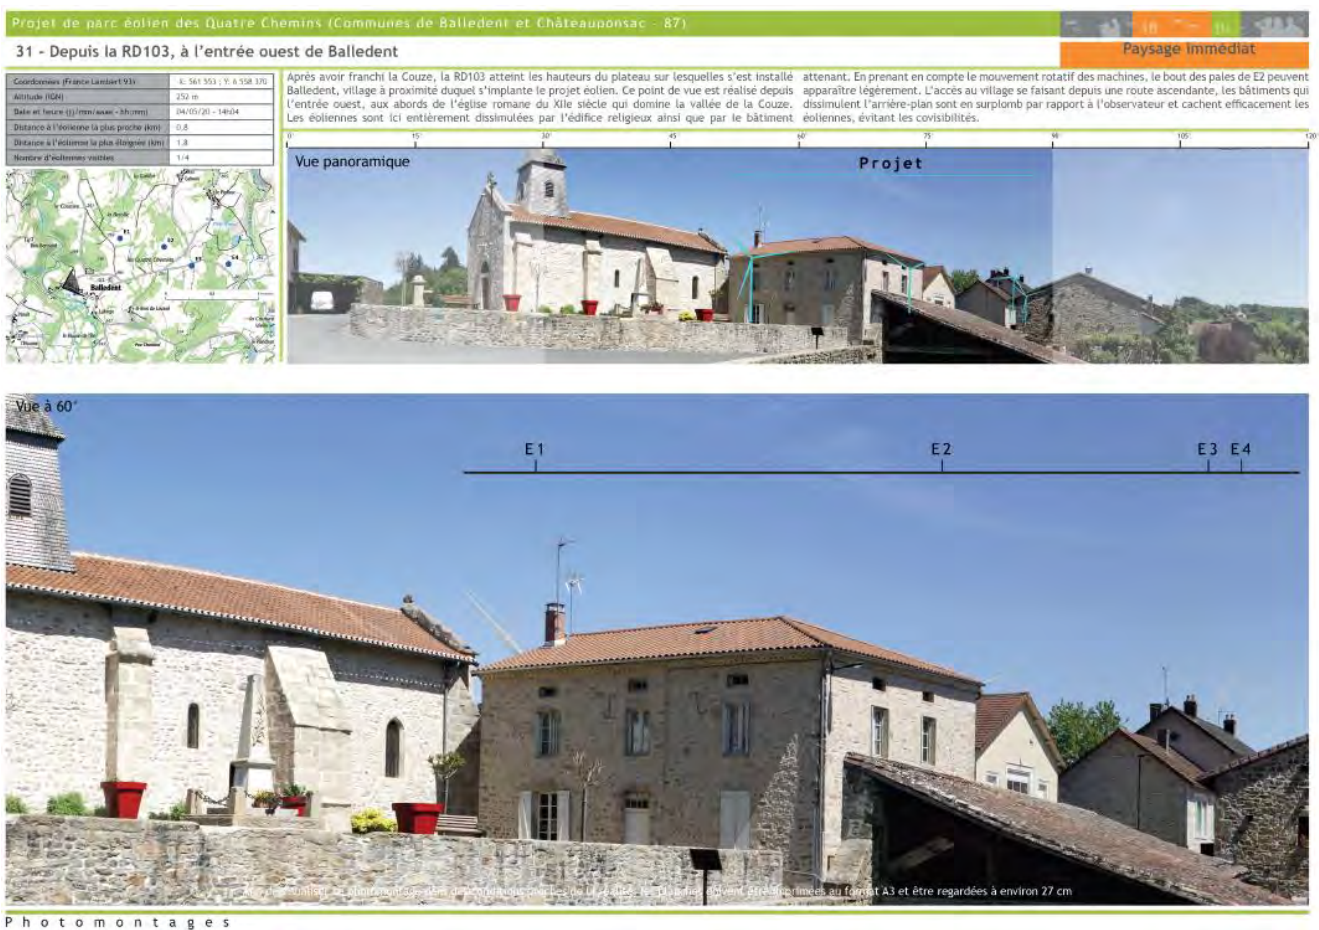 Projet de parc éolien des Quatre Chemins (Communes de Balledent et Châteauponsac - 87)
31 - Depuis la RD103, à l'entrée ouest de Balledent
Paysage immédiat
Coordonnées (France Lambert 93) X: 561 553 ; Y: 6 558 370
Altitude (IGN) 252 m
Date et heure (jj/mm/aaaa - hh:mm) 04/05/20 - 14h04
Distance à l'éolienne la plus proche (km) 0,8
Distance à l'éolienne la plus éloignée (km) 1,8
Nombre d'éoliennes visibles 1/4
Après avoir franchi la Couze, la RD103 atteint les hauteurs du plateau sur lesquelles s'est installé
Balledent, village à proximité duquel s'implante le projet éolien. Ce point de vue est réalisé depuis
l'entrée ouest, aux abords de l'église romane du XIIe siècle qui domine la vallée de la Couze.
Les éoliennes sont ici entièrement dissimulées par l'édifice religieux ainsi que par le bâtiment
attenant. En prenant en compte le mouvement rotatif des machines, le bout des pales de E2 peuvent
apparaître légèrement. L'accès au village se faisant depuis une route ascendante, les bâtiments qui
dissimulent l'arrière-plan sont en surplomb par rapport à l'observateur et cachent efficacement les
éoliennes, évitant les covisibilités.
0° 15° 30° 45° 60° 75° 90° 105° 120°
Vue panoramique
Projet
E1
E2
E3
E4
Balledent
Vue à 60°
E1 E2 E3 E4
être imprimées au format A3 et être regardées à environ 27 cm
Photomontages